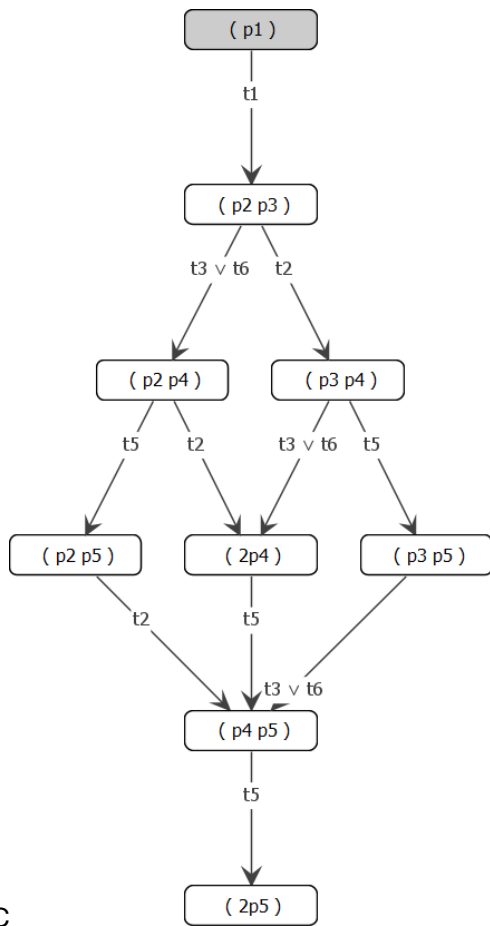 ( p1 )
t1
( p2 p3 )
t3 ∨ t6 t2
( p2 p4 ) ( p3 p4 )
t5 t2 t3 ∨ t6 t5
( p2 p5 ) ( 2p4 ) ( p3 p5 )
t2 t5
t3 ∨ t6
( p4 p5 )
t5
( 2p5 )
c